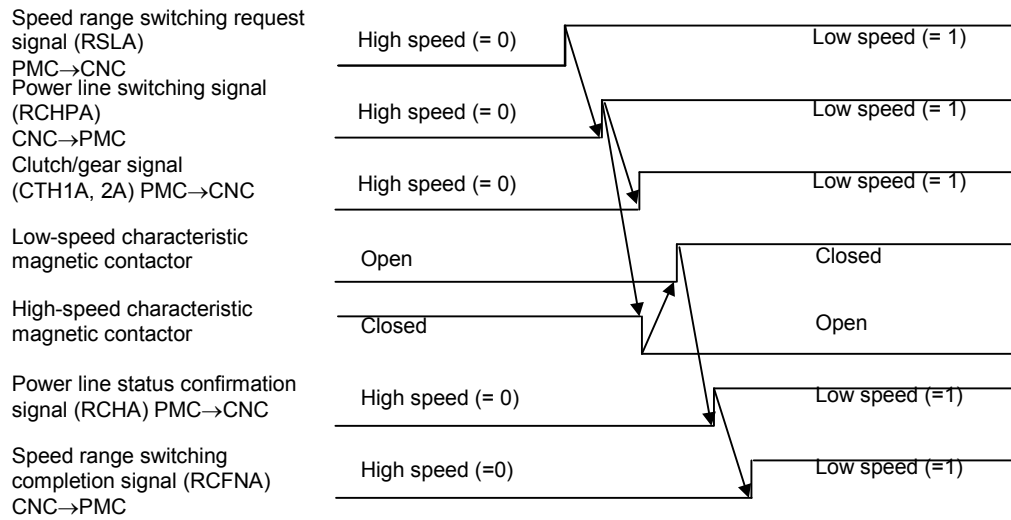 Speed range switching request
signal (RSLA)
PMC→CNC
High speed (= 0)
Low speed (= 1)
Power line switching signal
(RCHPA)
CNC→PMC
High speed (= 0)
Low speed (= 1)
Clutch/gear signal
(CTH1A, 2A) PMC→CNC
High speed (= 0)
Low speed (= 1)
Low-speed characteristic
magnetic contactor
Open
Closed
High-speed characteristic
magnetic contactor
Closed
Open
Power line status confirmation
signal (RCHA) PMC→CNC
High speed (= 0)
Low speed (=1)
Speed range switching
completion signal (RCFNA)
CNC→PMC
High speed (=0)
Low speed (=1)